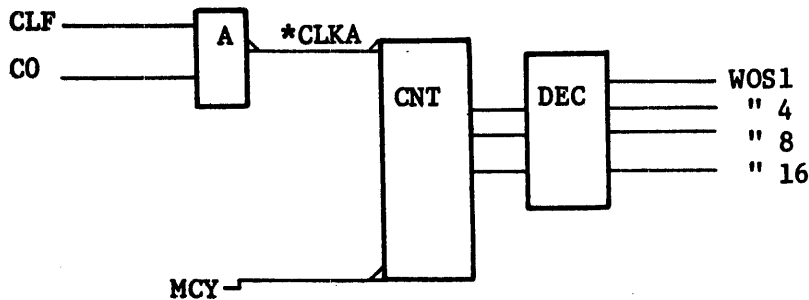 CLF
A
*CLKA
CO
CNT
DEC
WOS1
" 4
" 8
" 16
MCY